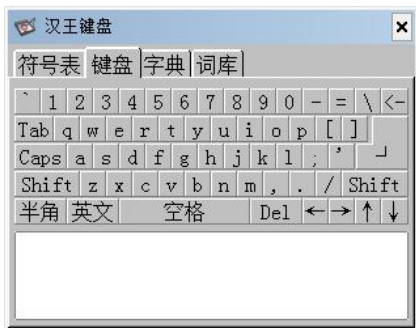 汉王键盘
符号表 键盘 字典 词库
` 1 2 3 4 5 6 7 8 9 0 - = \ <-
Tab q w e r t y u i o p [ ]
Caps a s d f g h j k l ; ' ┘
Shift z x c v b n m , . / Shift
半角 英文 空格 Del ← → ↑ ↓